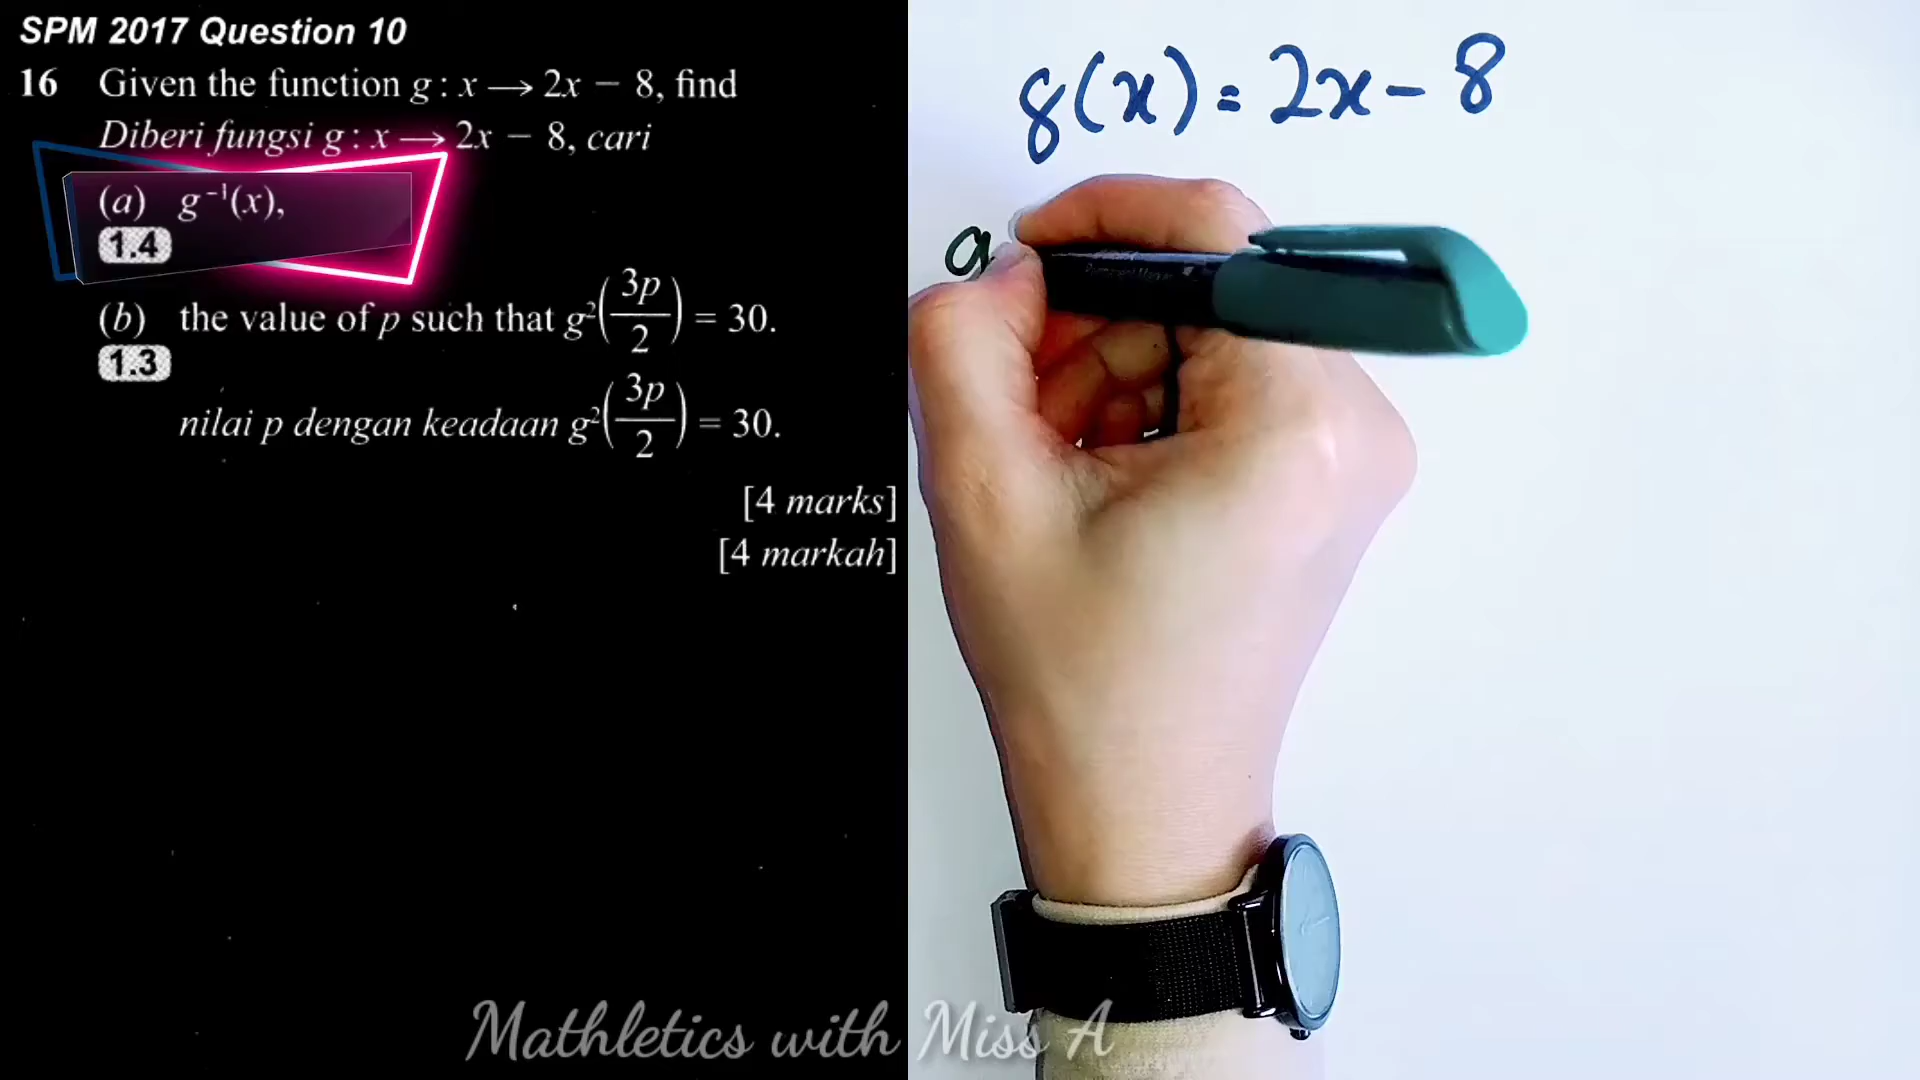 SPM 2017 Question 10
16 Given the function g : x → 2x − 8, find
Diberi fungsi g : x → 2x − 8, cari
(a) g⁻¹(x),
1.4
(b) the value of p such that g²(3p/2) = 30.
1.3
nilai p dengan keadaan g²(3p/2) = 30.
[4 marks]
[4 markah]
g(x) = 2x - 8
g
Mathletics with Miss A